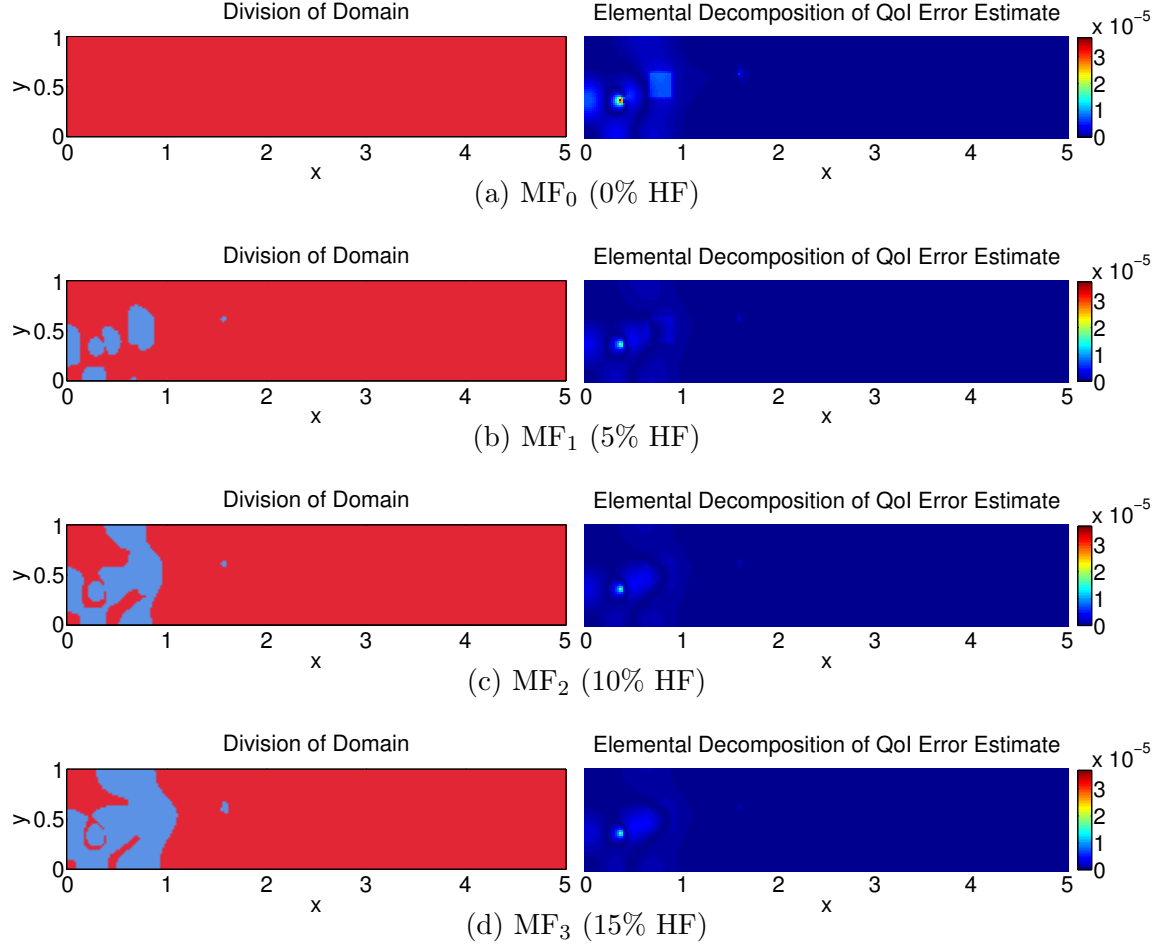 Division of Domain
Elemental Decomposition of QoI Error Estimate
x 10⁻⁵
1
0.5
0
y
0 1 2 3 4 5
x
0 1 2 3 4 5
x
3
2
1
0
(a) MF₀ (0% HF)
Division of Domain
Elemental Decomposition of QoI Error Estimate
x 10⁻⁵
1
0.5
0
y
0 1 2 3 4 5
x
0 1 2 3 4 5
x
3
2
1
0
(b) MF₁ (5% HF)
Division of Domain
Elemental Decomposition of QoI Error Estimate
x 10⁻⁵
1
0.5
0
y
0 1 2 3 4 5
x
0 1 2 3 4 5
x
3
2
1
0
(c) MF₂ (10% HF)
Division of Domain
Elemental Decomposition of QoI Error Estimate
x 10⁻⁵
1
0.5
0
y
0 1 2 3 4 5
x
0 1 2 3 4 5
x
3
2
1
0
(d) MF₃ (15% HF)